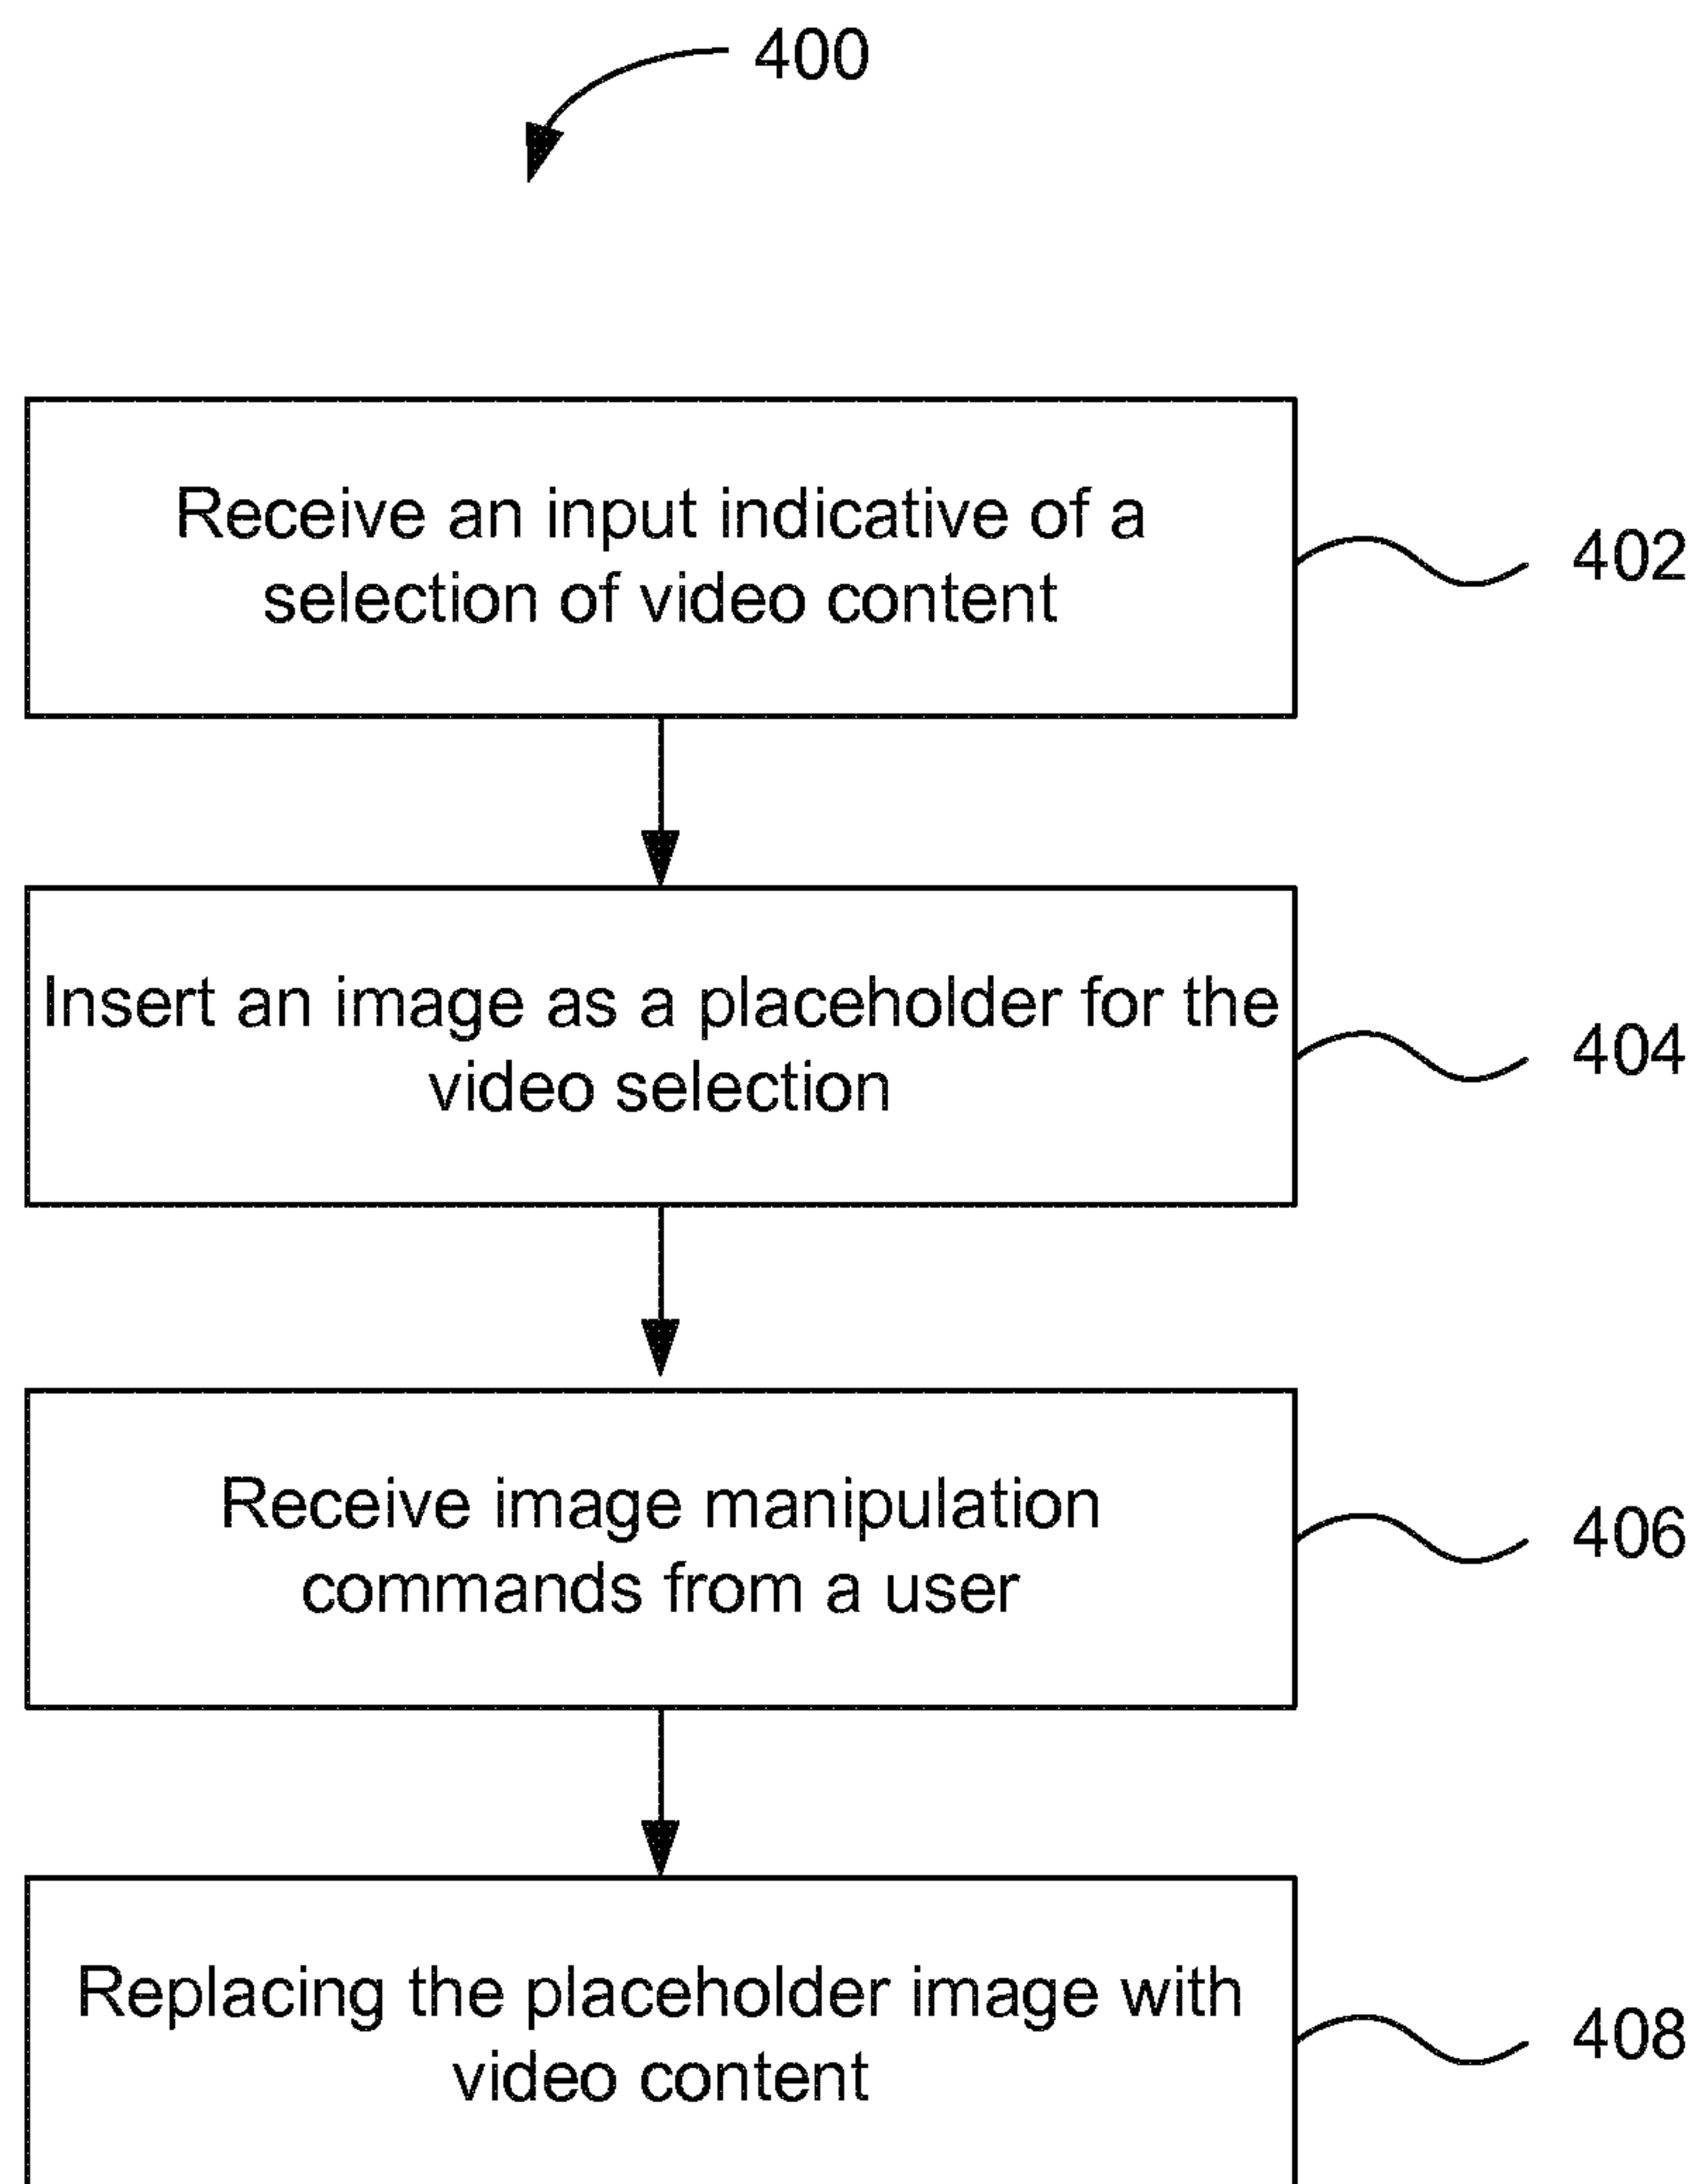 400
Receive an input indicative of a
selection of video content
402
Insert an image as a placeholder for the
video selection
404
Receive image manipulation
commands from a user
406
Replacing the placeholder image with
video content
408